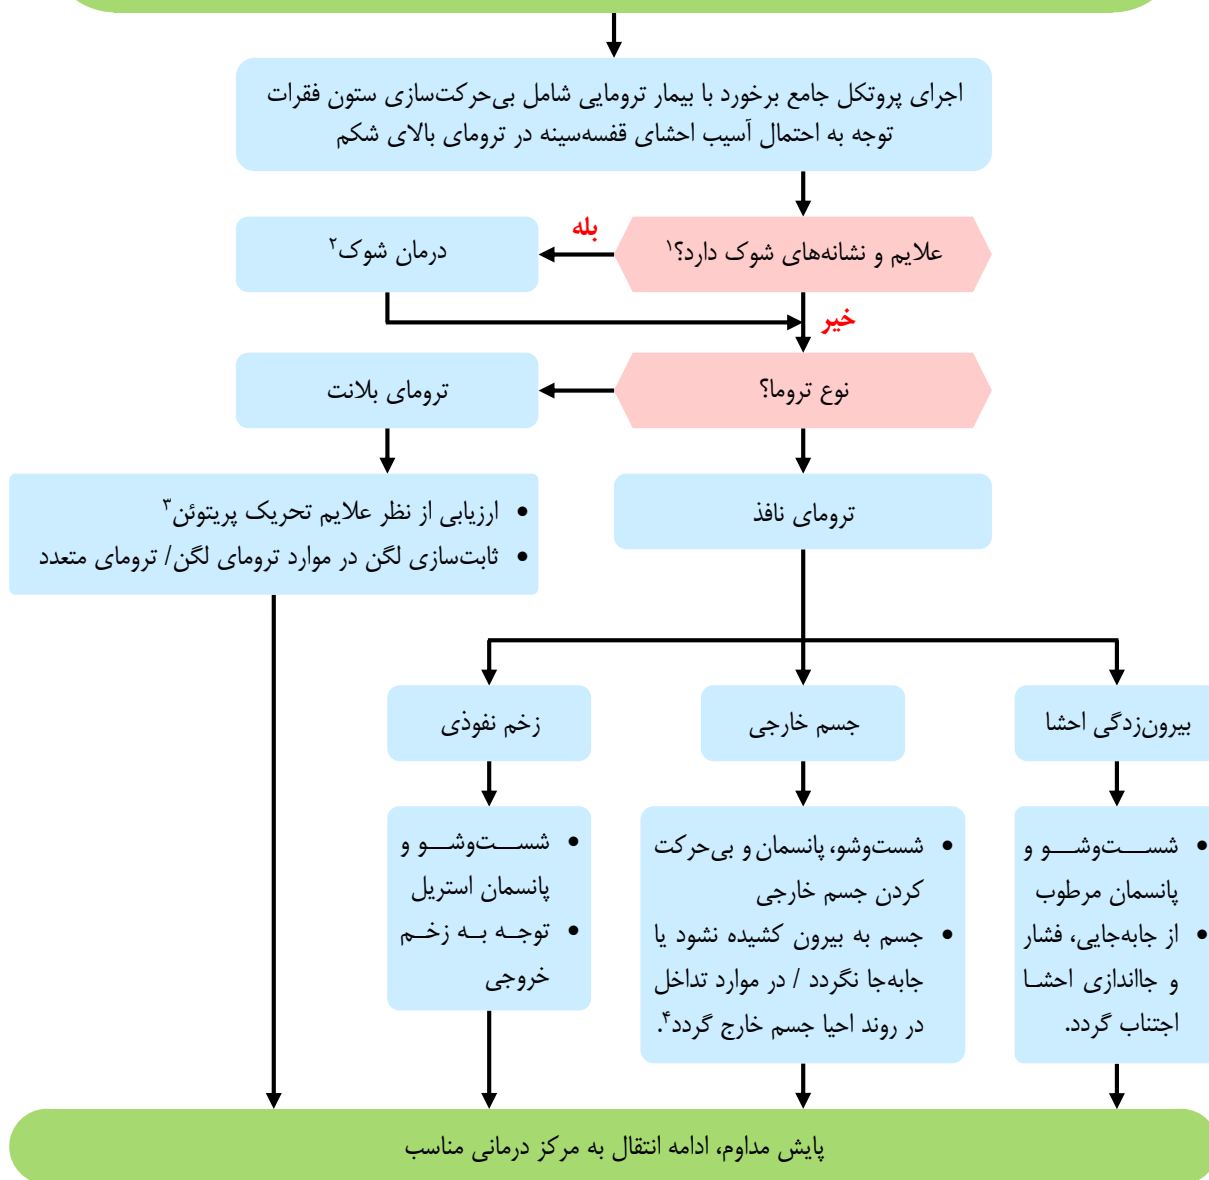 اجرای پروتکل جامع برخورد با بیمار ترومایی شامل بی‌حرکت‌سازی ستون فقرات
توجه به احتمال آسیب احشای قفسه‌سینه در ترومای بالای شکم
علایم و نشانه‌های شوک دارد؟۱
بله
درمان شوک۲
خیر
نوع تروما؟
ترومای بلانت
• ارزیابی از نظر علایم تحریک پریتوئن۳
• ثابت‌سازی لگن در موارد ترومای لگن/ ترومای متعدد
ترومای نافذ
بیرون‌زدگی احشا
جسم خارجی
زخم نفوذی
• شست‌وشو و
پانسمان مرطوب
• از جابه‌جایی، فشار
و جااندازی احشا
اجتناب گردد.
• شست‌وشو، پانسمان و بی‌حرکت
کردن جسم خارجی
• جسم به بیرون کشیده نشود یا
جابه‌جا نگردد / در موارد تداخل
در روند احیا جسم خارج گردد۴.
• شست‌وشو و
پانسمان استریل
• توجه به زخم
خروجی
پایش مداوم، ادامه انتقال به مرکز درمانی مناسب